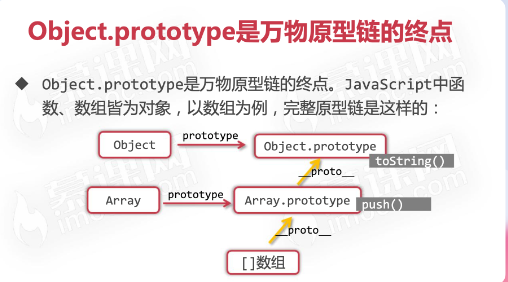 Object.prototype是万物原型链的终点
Object.prototype是万物原型链的终点。JavaScript中函
数、数组皆为对象，以数组为例，完整原型链是这样的：
Object
prototype
Object.prototype
toString()
__proto__
Array
prototype
Array.prototype
push()
__proto__
[]数组